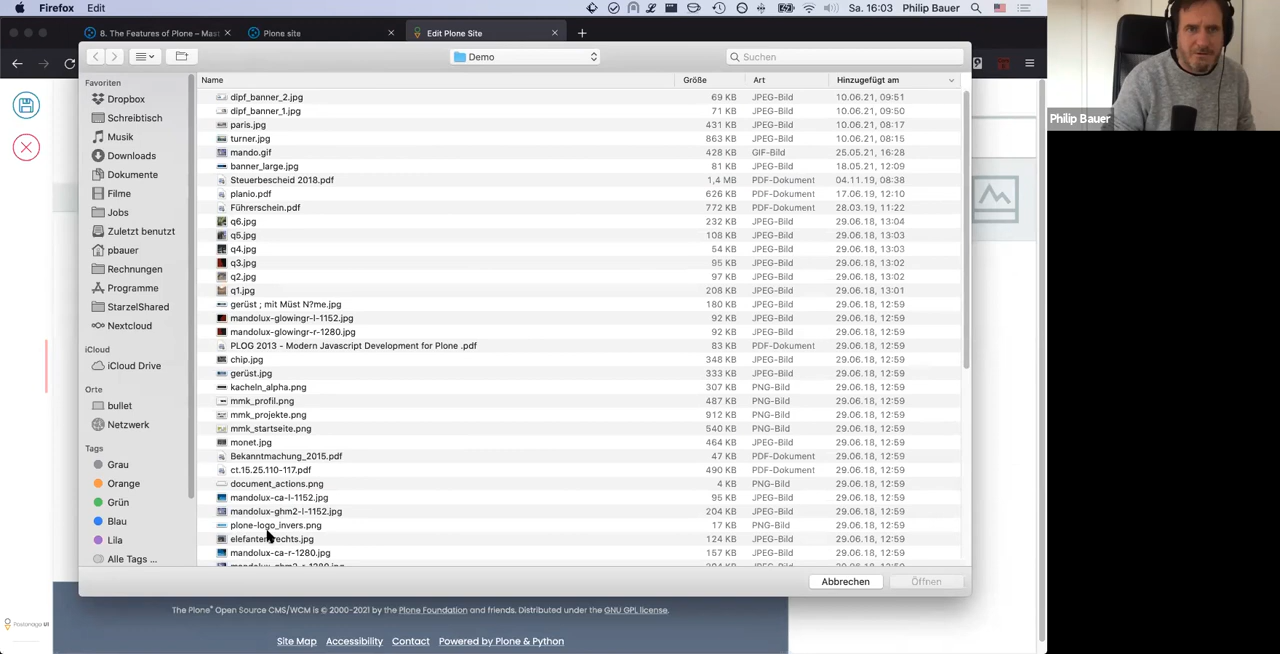 Firefox Edit Sa. 16:03 Philip Bauer
8. The Features of Plone – Mast Plone site Edit Plone Site
Demo Suchen
Favoriten
Dropbox
Schreibtisch
Musik
Downloads
Dokumente
Filme
Jobs
Zuletzt benutzt
pbauer
Rechnungen
Programme
StarzelShared
Nextcloud
iCloud
iCloud Drive
Orte
bullet
Netzwerk
Tags
Grau
Orange
Grün
Blau
Lila
Alle Tags ...
Name Größe Art Hinzugefügt am
dipf_banner_2.jpg 69 KB JPEG-Bild 10.06.21, 09:51
dipf_banner_1.jpg 71 KB JPEG-Bild 10.06.21, 09:50
paris.jpg 431 KB JPEG-Bild 10.06.21, 08:17
turner.jpg 863 KB JPEG-Bild 10.06.21, 08:15
mando.gif 428 KB GIF-Bild 25.05.21, 16:28
banner_large.jpg 81 KB JPEG-Bild 18.05.21, 12:09
Steuerbescheid 2018.pdf 1,4 MB PDF-Dokument 04.11.19, 08:38
planio.pdf 626 KB PDF-Dokument 17.06.19, 12:10
Führerschein.pdf 772 KB PDF-Dokument 28.03.19, 11:22
q6.jpg 232 KB JPEG-Bild 29.06.18, 13:04
q5.jpg 108 KB JPEG-Bild 29.06.18, 13:03
q4.jpg 54 KB JPEG-Bild 29.06.18, 13:03
q3.jpg 95 KB JPEG-Bild 29.06.18, 13:02
q2.jpg 97 KB JPEG-Bild 29.06.18, 13:02
q1.jpg 208 KB JPEG-Bild 29.06.18, 13:01
gerüst ; mit Müst N?me.jpg 180 KB JPEG-Bild 29.06.18, 12:59
mandolux-glowingr-l-1152.jpg 92 KB JPEG-Bild 29.06.18, 12:59
mandolux-glowingr-r-1280.jpg 92 KB JPEG-Bild 29.06.18, 12:59
PLOG 2013 - Modern Javascript Development for Plone .pdf 83 KB PDF-Dokument 29.06.18, 12:59
chip.jpg 348 KB JPEG-Bild 29.06.18, 12:59
gerüst.jpg 333 KB JPEG-Bild 29.06.18, 12:59
kacheln_alpha.png 307 KB PNG-Bild 29.06.18, 12:59
mmk_profil.png 487 KB PNG-Bild 29.06.18, 12:59
mmk_projekte.png 912 KB PNG-Bild 29.06.18, 12:59
mmk_startseite.png 540 KB PNG-Bild 29.06.18, 12:59
monet.jpg 464 KB JPEG-Bild 29.06.18, 12:59
Bekanntmachung_2015.pdf 47 KB PDF-Dokument 29.06.18, 12:59
ct.15.25.110-117.pdf 490 KB PDF-Dokument 29.06.18, 12:59
document_actions.png 4 KB PNG-Bild 29.06.18, 12:59
mandolux-ca-l-1152.jpg 95 KB JPEG-Bild 29.06.18, 12:59
mandolux-ghm2-l-1152.jpg 204 KB JPEG-Bild 29.06.18, 12:59
plone-logo_invers.png 17 KB PNG-Bild 29.06.18, 12:59
124 KB JPEG-Bild 29.06.18, 12:59
mandolux-ca-r-1280.jpg 157 KB JPEG-Bild 29.06.18, 12:59
Abbrechen Öffnen
Philip Bauer
The Plone® Open Source CMS/WCM is © 2000-2021 by the Plone Foundation and friends. Distributed under the GNU GPL license.
Site Map Accessibility Contact Powered by Plone & Python
Pastanaga UI